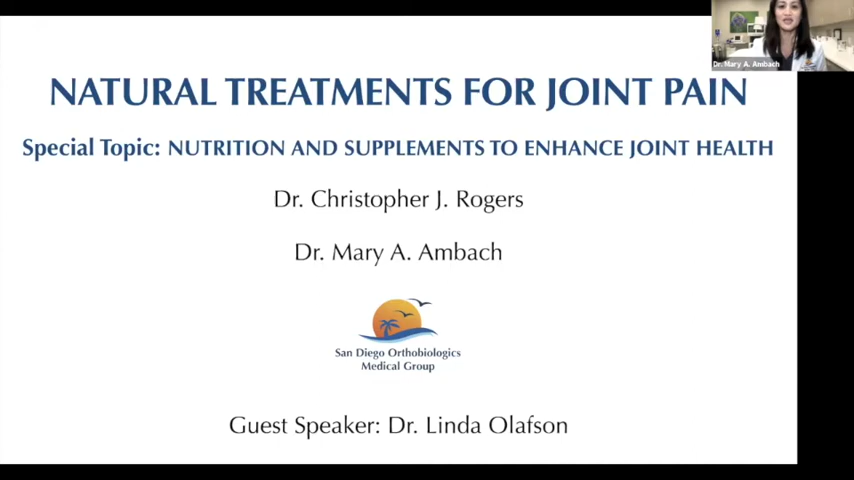 Dr. Mary A. Ambach
NATURAL TREATMENTS FOR JOINT PAIN
Special Topic: NUTRITION AND SUPPLEMENTS TO ENHANCE JOINT HEALTH
Dr. Christopher J. Rogers
Dr. Mary A. Ambach
San Diego Orthobiologics
Medical Group
Guest Speaker: Dr. Linda Olafson